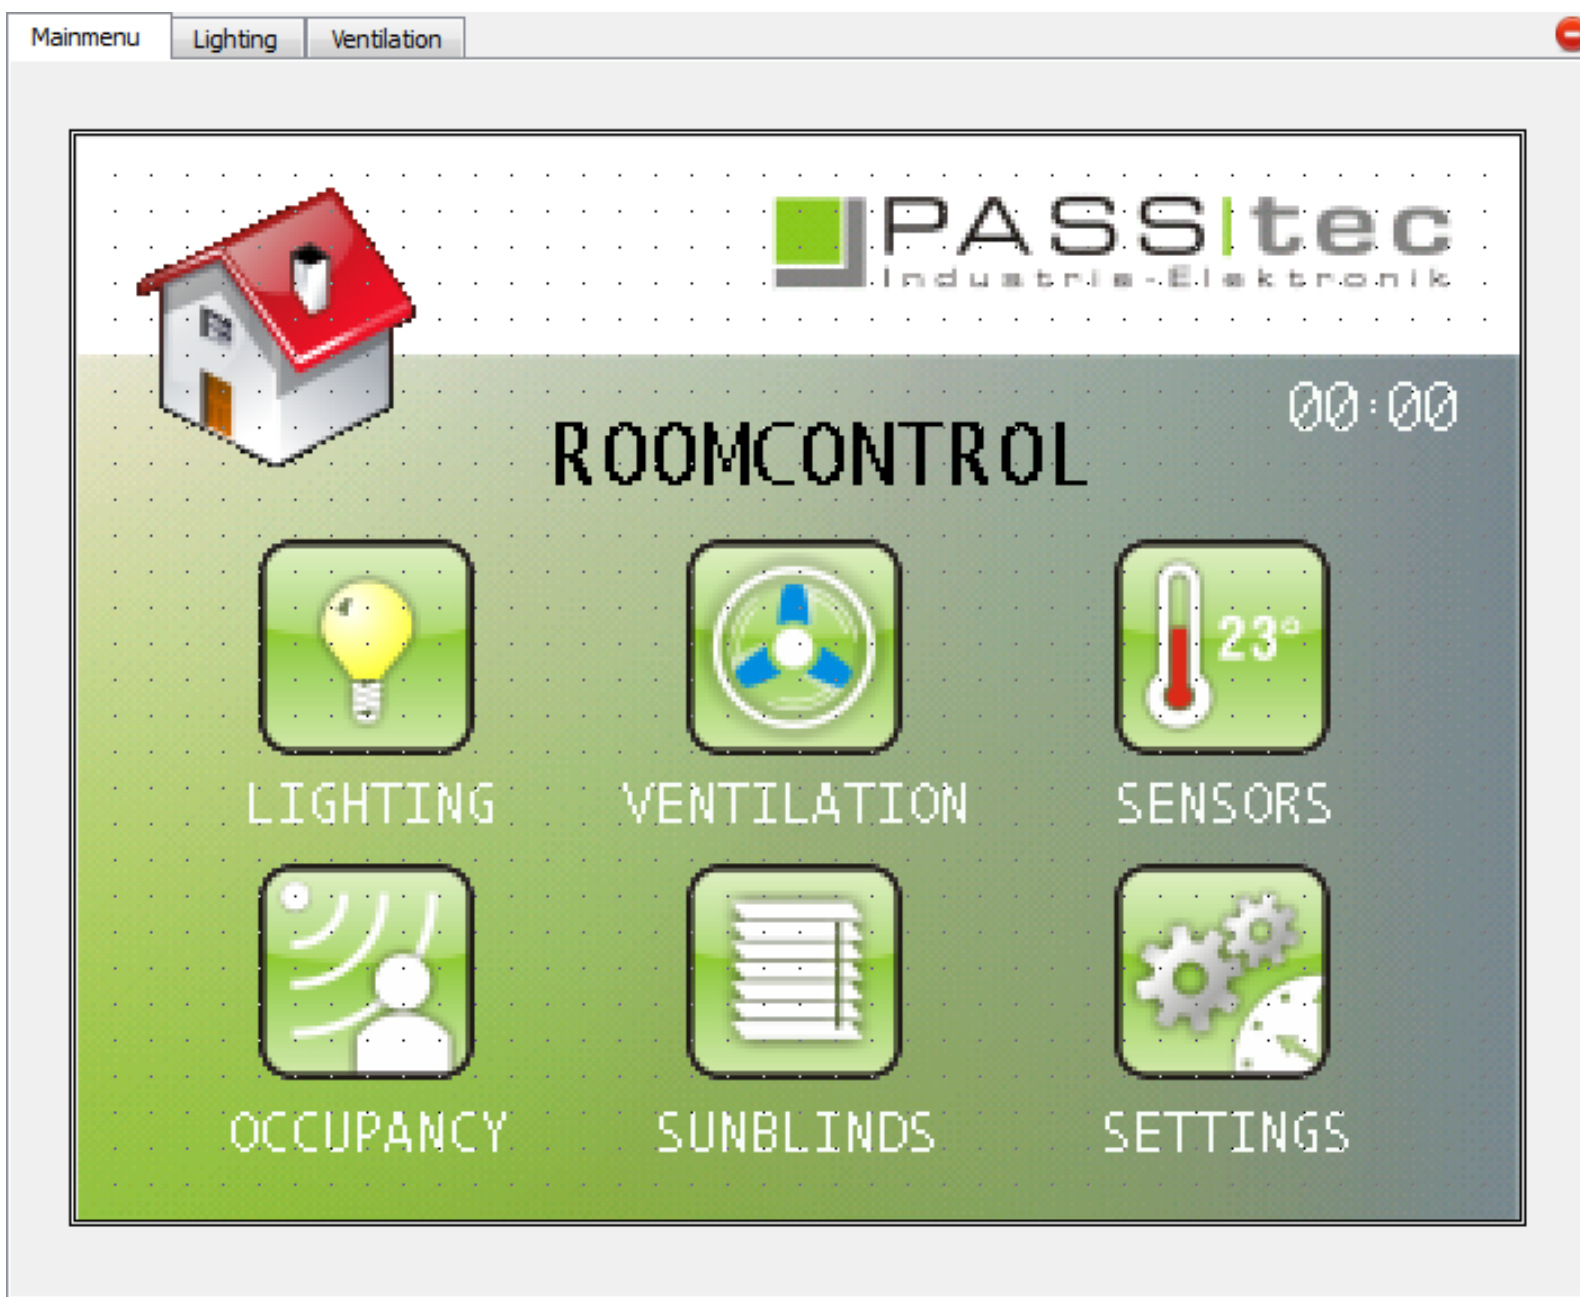 Mainmenu Lighting Ventilation
PASS tec
Industrie-Elektronik
00:00
ROOMCONTROL
23°
LIGHTING VENTILATION SENSORS
OCCUPANCY SUNBLINDS SETTINGS